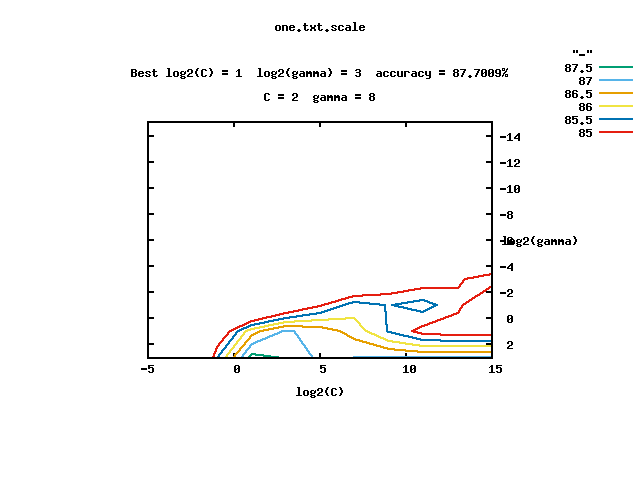 one.txt.scale
"-"
Best log2(C) = 1 log2(gamma) = 3 accuracy = 87.7009%
87.5
87
C = 2 gamma = 8
86.5
86
85.5
85
-14
-12
-10
-8
-6
log2(gamma)
-4
-2
0
2
-5 0 5 10 15
log2(C)